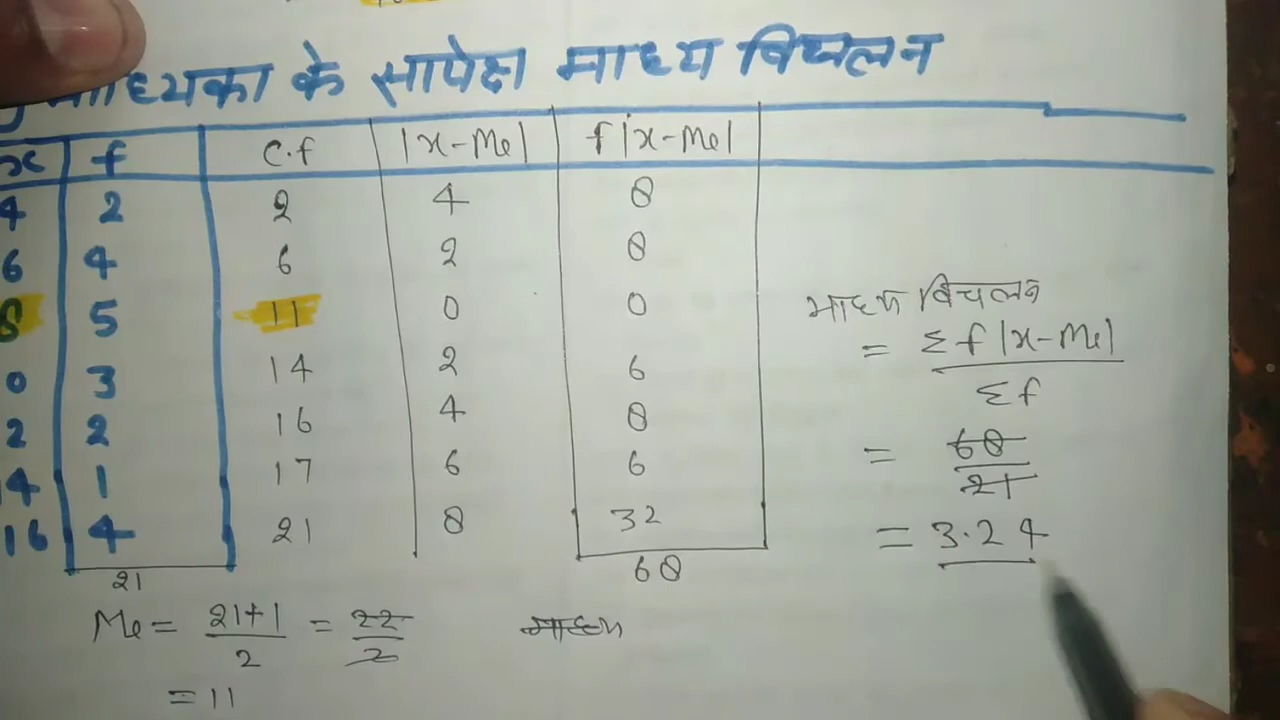 माध्यिका के सापेक्ष माध्य विचलन
x f C.f |x-Me| f|x-Me|
4 2 2 4 8
6 4 6 2 8
8 5 11 0 0
0 3 14 2 6
2 2 16 4 8
4 1 17 6 6
16 4 21 8 32
21 68
माध्य विचलन
= Σf|x-Me|
Σf
= 68
21
= 3.24
Me = 21+1 = 22
2 2
= 11
माध्य